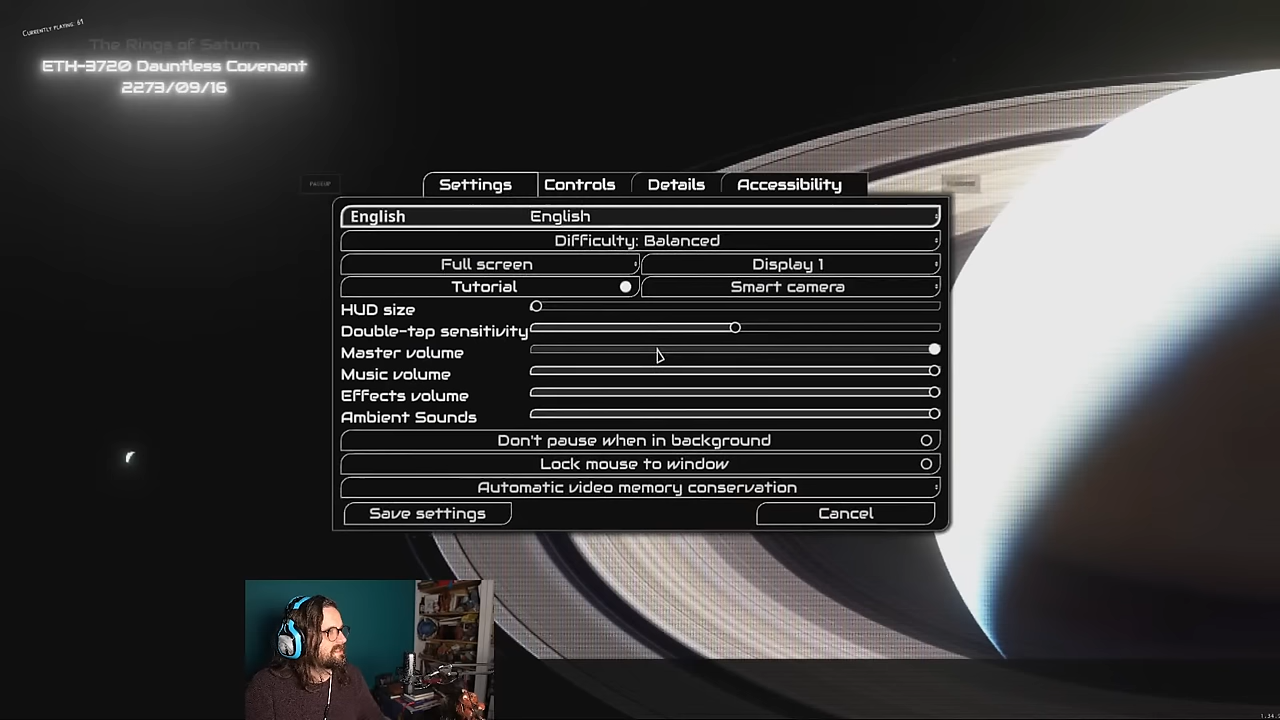 Currently playing: 61
The Rings of Saturn
ETH-3720 Dauntless Covenant
2273/09/16
PAGEUP
Settings Controls Details Accessibility
English English
Difficulty: Balanced
Full screen Display 1
Tutorial Smart camera
HUD size
Double-tap sensitivity
Master volume
Music volume
Effects volume
Ambient Sounds
Don't pause when in background
Lock mouse to window
Automatic video memory conservation
Save settings Cancel